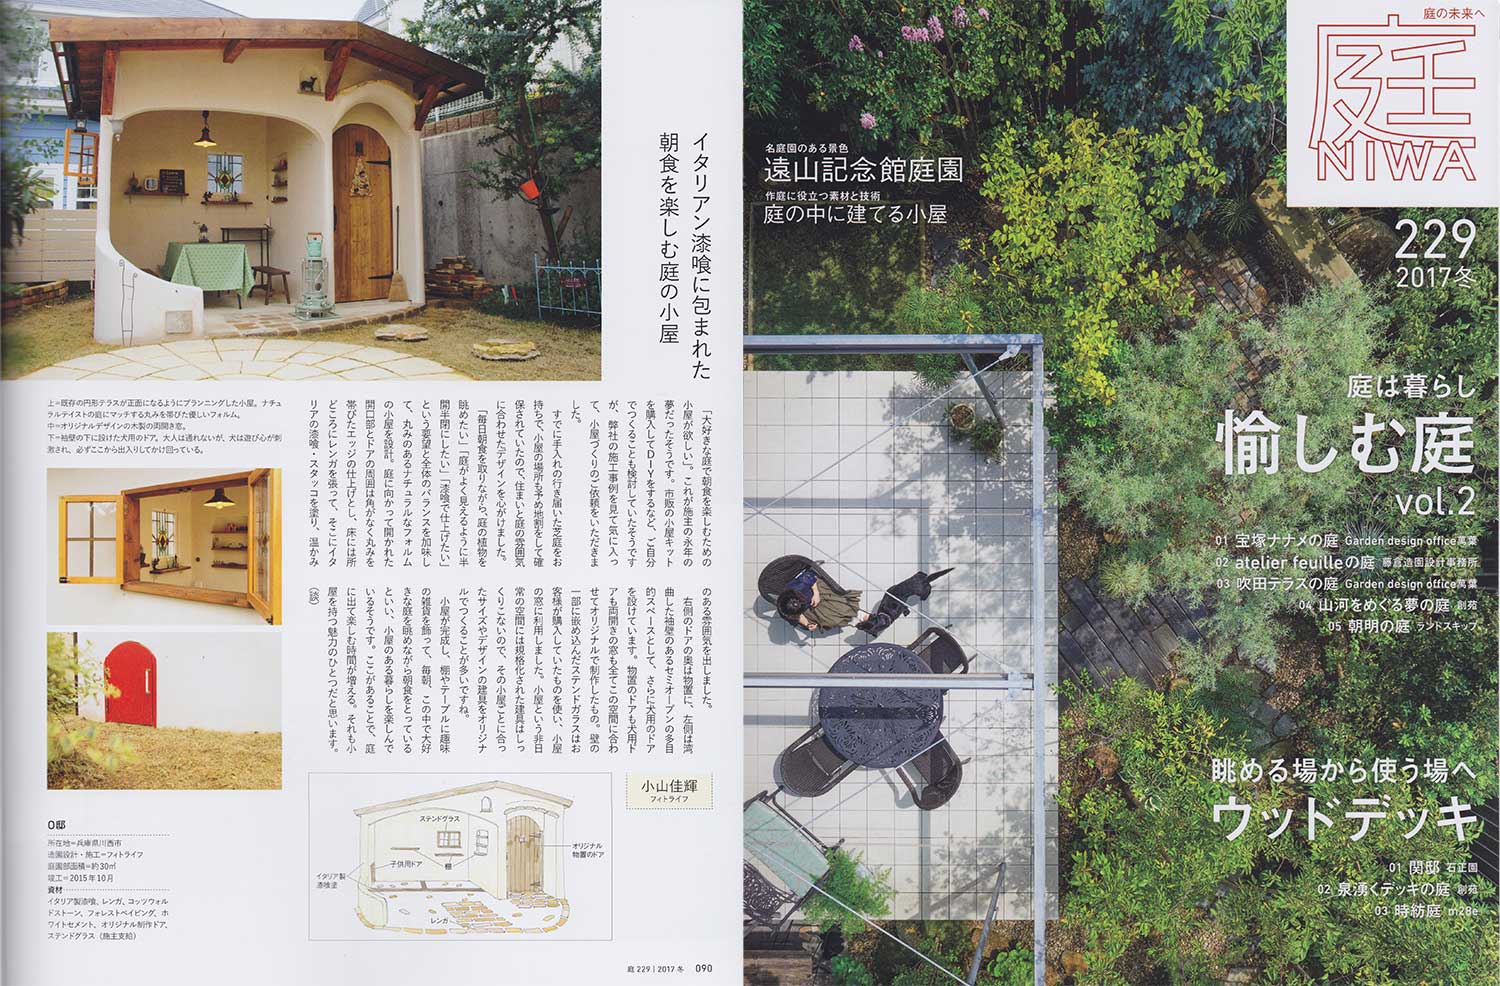 イタリアン漆喰に包まれた
朝食を楽しむ庭の小屋
上＝既存の円形テラスが正面になるようにプランニングした小屋。ナチュ
ラルテイストの庭にマッチする丸みを帯びた優しいフォルム。
中＝オリジナルデザインの木製の両開き窓。
下＝袖壁の下に設けた犬用のドア。大人は通れないが、犬は遊び心が刺
激され、必ずここから出入りしてかけ回っている。
「大好きな庭で朝食を楽しむための
小屋が欲しい」。これが施主の永年の
夢だったそうです。市販の小屋キット
を購入してDIYをするなど、ご自分
でつくることも検討していたそうです
が、弊社の施工事例を見て気に入っ
て、小屋づくりのご依頼をいただきま
した。
すでに手入れの行き届いた芝庭をお
持ちで、小屋の場所も予め地割をして確
保されていたので、住まいと庭の雰囲気
に合わせたデザインを心がけました。
「毎日朝食を取りながら、庭の植物を
眺めたい」「庭がよく見えるように半
開半閉にしたい」「漆喰で仕上げたい」
という要望と全体のバランスを加味し
て、丸みのあるナチュラルなフォルム
の小屋を設計。庭に向かって開かれた
開口部とドアの周囲は角がなく丸みを
帯びたエッジの仕上げとし、床には所
どころにレンガを張って、そこにイタ
リアの漆喰・スタッコを塗り、温かみ
のある雰囲気を出しました。
右側のドアの奥は物置に、左側は湾
曲した袖壁のあるセミオープンの多目
的スペースとして、さらに犬用のドア
を設けています。物置のドアも犬用ド
アも両開きの窓も全てこの空間に合わ
せてオリジナルで制作したもの。壁の
一部に嵌め込んだステンドガラスはお
客様が購入していたものを使い、小屋
の窓に利用しました。小屋という非日
常の空間には規格化された建具はしっ
くりこないので、その小屋ごとに合っ
たサイズやデザインの建具をオリジナ
ルでつくることが多いですね。
小屋が完成し、棚やテーブルに趣味
の雑貨を飾って、毎朝、この中で大好
きな庭を眺めながら朝食をとっている
といい、小屋のある暮らしを楽しんで
いるそうです。ここがあることで、庭
に出て楽しむ時間が増える。それも小
屋を持つ魅力のひとつだと思います。
(談)
小山佳輝
フィトライフ
O邸
所在地＝兵庫県川西市
造園設計・施工＝フィトライフ
庭園部面積＝約30㎡
竣工＝2015年10月
資材
イタリア製漆喰、レンガ、コッツウォル
ドストーン、フォレストペイビング、ホ
ワイトセメント、オリジナル制作ドア、
ステンドグラス（施主支給）
ステンドグラス
子供用ドア
棚
オリジナル
物置のドア
イタリア製
漆喰塗
レンガ
庭 229 | 2017 冬 090
庭の未来へ
庭
NIWA
229
2017冬
名庭園のある景色
遠山記念館庭園
作庭に役立つ素材と技術
庭の中に建てる小屋
庭は暮らし
愉しむ庭
vol.2
01 宝塚ナナメの庭 Garden design office萬葉
02 atelier feuilleの庭 藤倉造園設計事務所
03 吹田テラスの庭 Garden design office萬葉
04 山河をめぐる夢の庭 創苑
05 朝明の庭 ランドスキップ
眺める場から使う場へ
ウッドデッキ
01 関邸 石正園
02 泉湧くデッキの庭 創苑
03 時紡庭 m28e